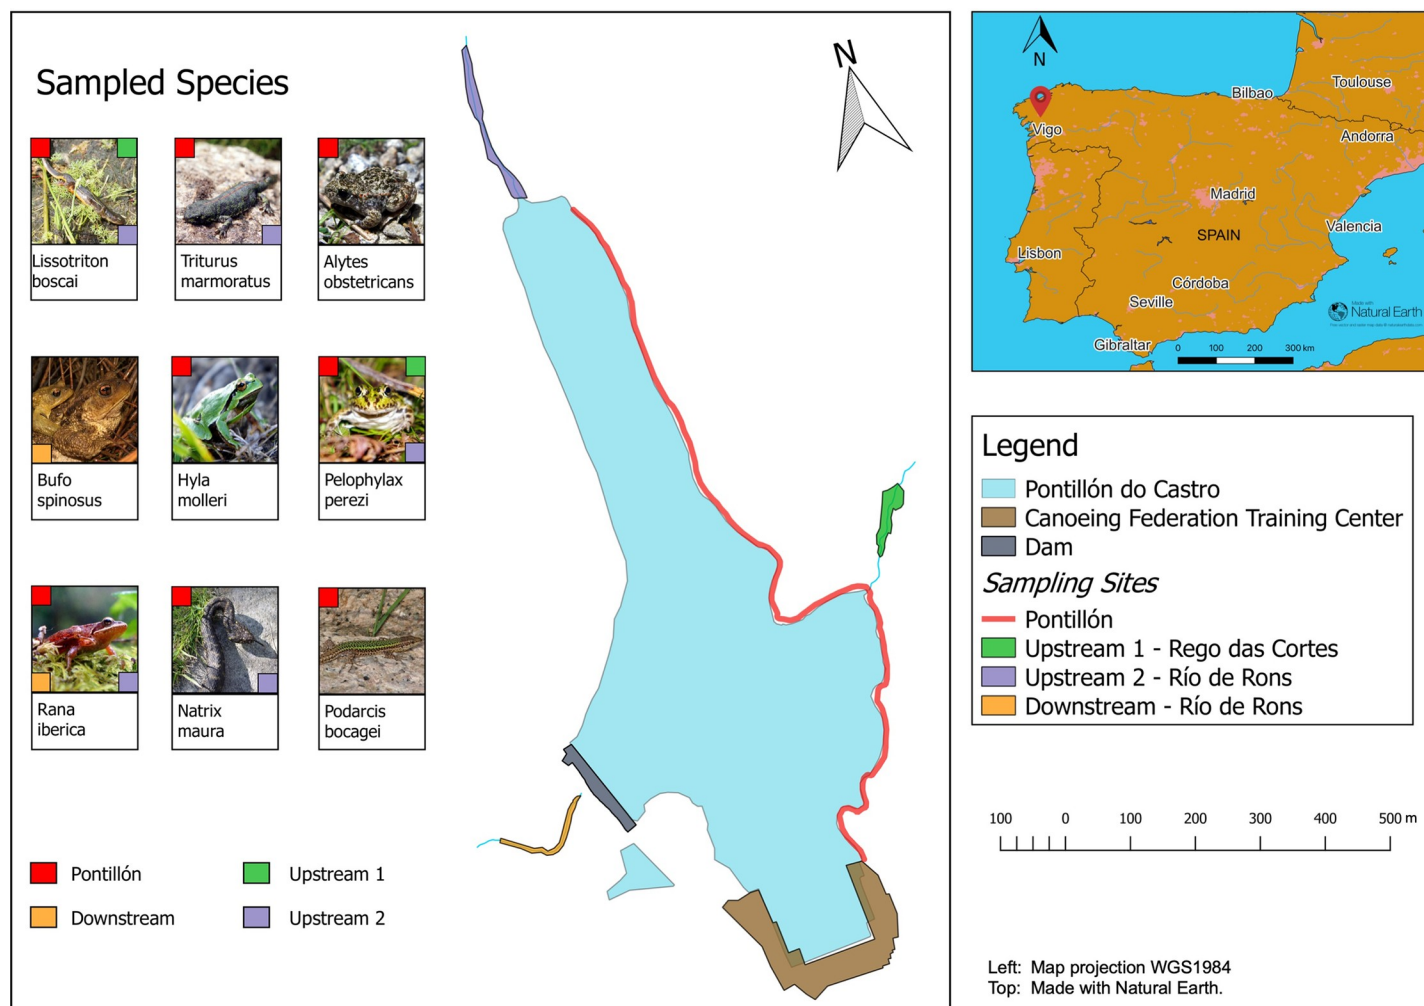 Sampled Species
Lissotriton
boscai
Triturus
marmoratus
Alytes
obstetricans
Bufo
spinosus
Hyla
molleri
Pelophylax
perezi
Rana
iberica
Natrix
maura
Podarcis
bocagei
Pontillón
Upstream 1
Downstream
Upstream 2
N
N
Bilbao
Toulouse
Vigo
Andorra
Madrid
Valencia
SPAIN
Lisbon
Córdoba
Seville
Gibraltar
Made with
Natural Earth
0 100 200 300 km
Legend
Pontillón do Castro
Canoeing Federation Training Center
Dam
Sampling Sites
Pontillón
Upstream 1 - Rego das Cortes
Upstream 2 - Río de Rons
Downstream - Río de Rons
100 0 100 200 300 400 500 m
Left: Map projection WGS1984
Top: Made with Natural Earth.